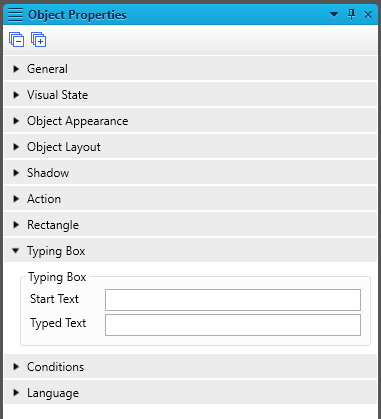 Object Properties
General
Visual State
Object Appearance
Object Layout
Shadow
Action
Rectangle
Typing Box
Typing Box
Start Text
Typed Text
Conditions
Language